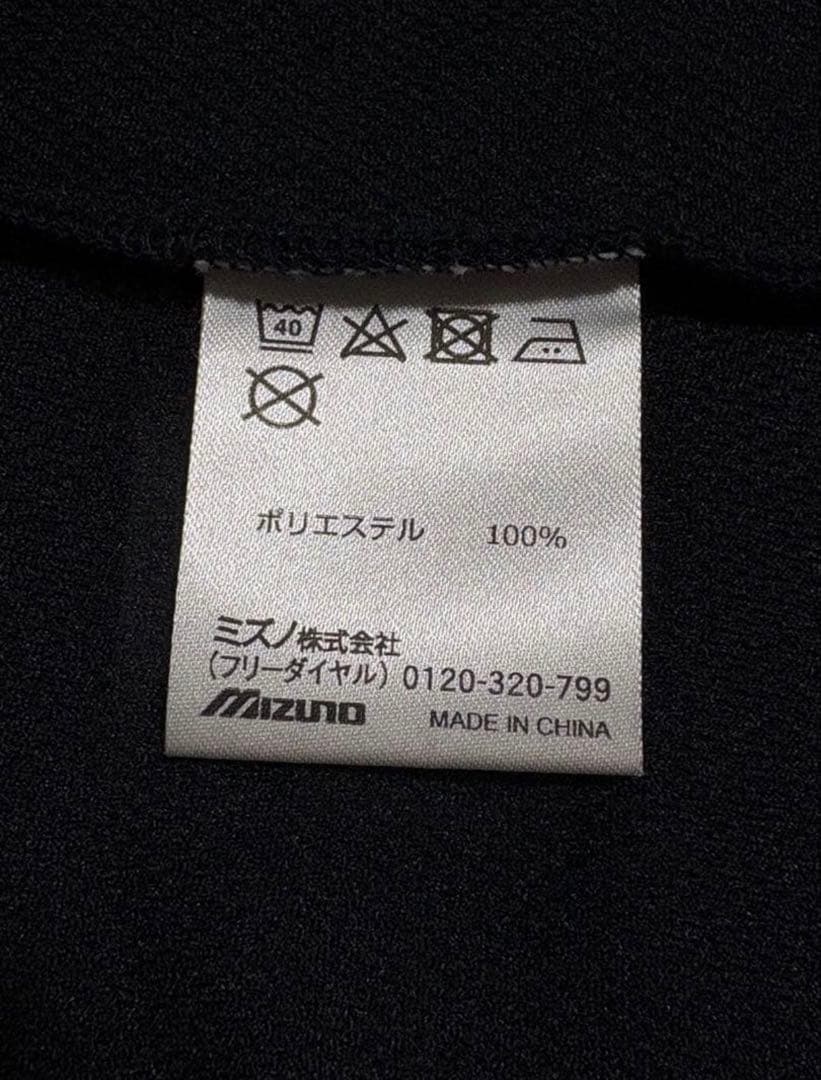 40
ポリエステル 100%
ミズノ株式会社
(フリーダイヤル) 0120-320-799
MIZUNO MADE IN CHINA